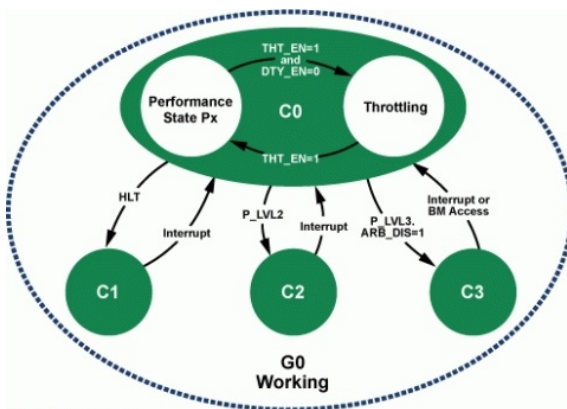 THT_EN=1
and
DTY_EN=0
Performance
State Px
C0
Throttling
THT_EN=1
HLT
Interrupt
P_LVL2
Interrupt
P_LVL3.
ARB_DIS=1
Interrupt or
BM Access
C1
C2
C3
G0
Working